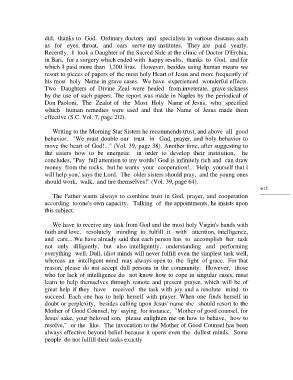 did, thanks to God. Ordinary doctors and specialists in various diseases such
as for eyes, throat, and ears serve my institutes. They are paid yearly.
Recently, I took a Daughter of the Sacred Side at the clinic of Doctor D'Erchia,
in Bari, for a surgery which ended with happy results, thanks to God, and for
which I paid more than 1200 liras. However, besides using human means we
resort to pieces of papers of the most holy Heart of Jesus and more frequently of
his most holy Name in grave cases. We have experienced wonderful effects.
Two Daughters of Divine Zeal were healed from inveterate, grave sickness
by the use of such papers. The report was made in Naples by the periodical of
Don Paoloni, The Zealot of the Most Holy Name of Jesus, who specified
which human remedies were used and that the Name of Jesus made them
effective (S.C. Vol. 7, page 212).
Writing to the Morning Star Sisters he recommends trust, and above all good
behavior. "We must double our trust in God, prayer, and holy behavior to
move the heart of God!..." (Vol. 39, page 38). Another time, after suggesting to
the sisters how to be energetic in order to develop their institution, he
concludes, "Pay full attention to my words! God is infinitely rich and can draw
money from the rocks, but he wants your cooperation!... 'Help yourself that I
will help you,' says the Lord. The older sisters should pray, and the young ones
should work, walk, and tire themselves!" (Vol. 39, page 64).
615
The Father wants always to combine trust in God, prayer, and cooperation
according to one's own capacity. Talking of the appointments, he insists upon
this subject.
We have to receive any task from God and the most holy Virgin's hands with
faith and love, resolutely minding to fulfill it with attention, intelligence,
and care...We have already said that each person has to accomplish her task
not only diligently, but also intelligently, understanding and performing
everything well. Dull, idiot minds will never fulfill even the simplest task well,
whereas an intelligent mind may always open to the light of grace. For that
reason, please do not accept dull persons in the community. However, those
who for lack of intelligence do not know how to cope in singular cases, must
learn to help themselves through remote and present prayer, which will be of
great help if they have received the task with joy and a resolute mind to
succeed. Each one has to help herself with prayer. When one finds herself in
doubt or perplexity, besides calling upon Jesus' name she should resort to the
Mother of Good Counsel, by saying for instance, "Mother of good counsel, for
Jesus' sake, your beloved son, please enlighten me on how to behave, how to
resolve," or the like. The invocation to the Mother of Good Counsel has been
always effective beyond belief because it opens even the dullest minds. Some
people do not fulfill their tasks exactly